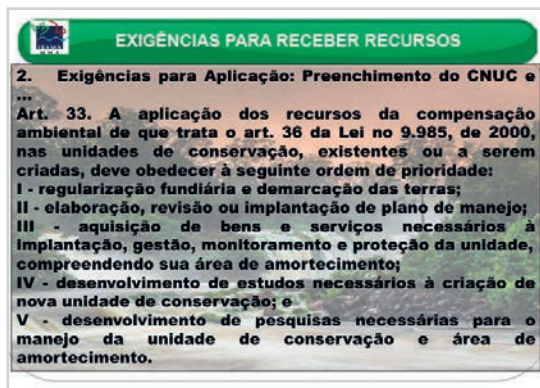 IBAMA
M M A
EXIGÊNCIAS PARA RECEBER RECURSOS
2. Exigências para Aplicação: Preenchimento do CNUC e
...
Art. 33. A aplicação dos recursos da compensação
ambiental de que trata o art. 36 da Lei no 9.985, de 2000,
nas unidades de conservação, existentes ou a serem
criadas, deve obedecer à seguinte ordem de prioridade:
I - regularização fundiária e demarcação das terras;
II - elaboração, revisão ou implantação de plano de manejo;
III - aquisição de bens e serviços necessários à
implantação, gestão, monitoramento e proteção da unidade,
compreendendo sua área de amortecimento;
IV - desenvolvimento de estudos necessários à criação de
nova unidade de conservação; e
V - desenvolvimento de pesquisas necessárias para o
manejo da unidade de conservação e área de
amortecimento.